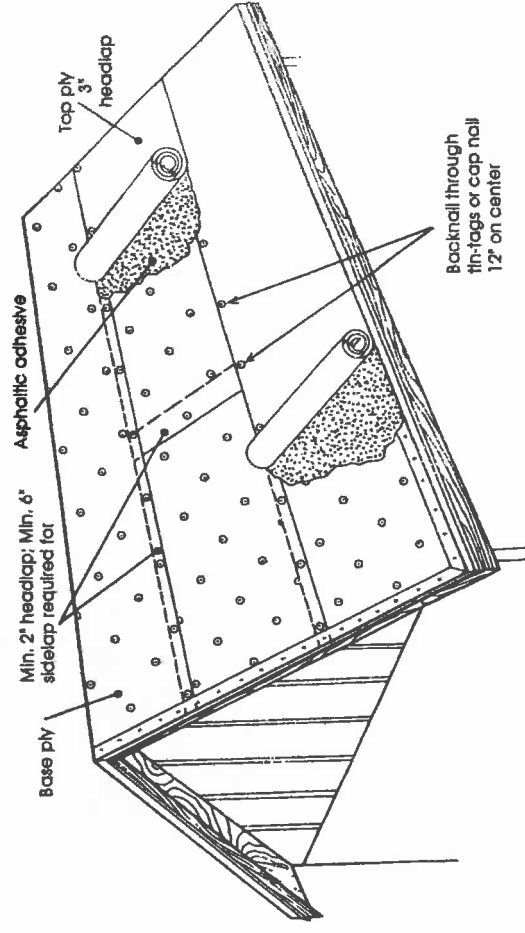 Base ply
Min. 2" headlap; Min. 6"
sidelap required for
Asphaltic adhesive
Top ply
3"
headlap
Backnail through
tin-tags or cap nail
12" on center